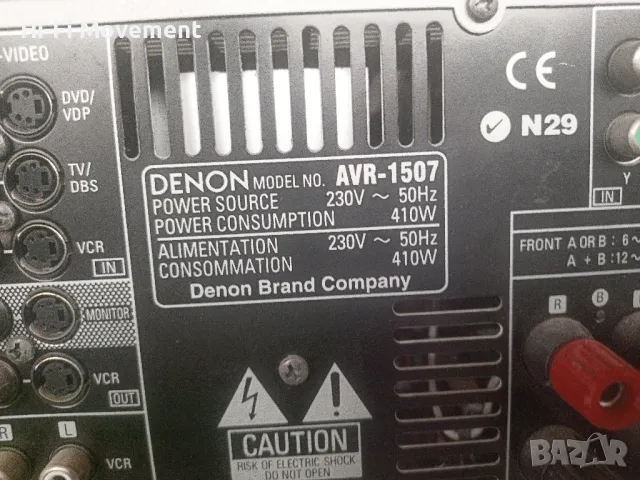 HI-FI Movement
-VIDEO
DVD/
VDP
TV/
DBS
VCR
IN
MONITOR
VCR
OUT
R L
VCR
DENON MODEL NO. AVR-1507
POWER SOURCE 230V ~ 50Hz
POWER CONSUMPTION 410W
ALIMENTATION 230V ~ 50Hz
CONSOMMATION 410W
Denon Brand Company
CAUTION
RISK OF ELECTRIC SHOCK
DO NOT OPEN
CE
N29
Y
IN
FRONT A OR B : 6~
A + B : 12~
R B L
BAZAR